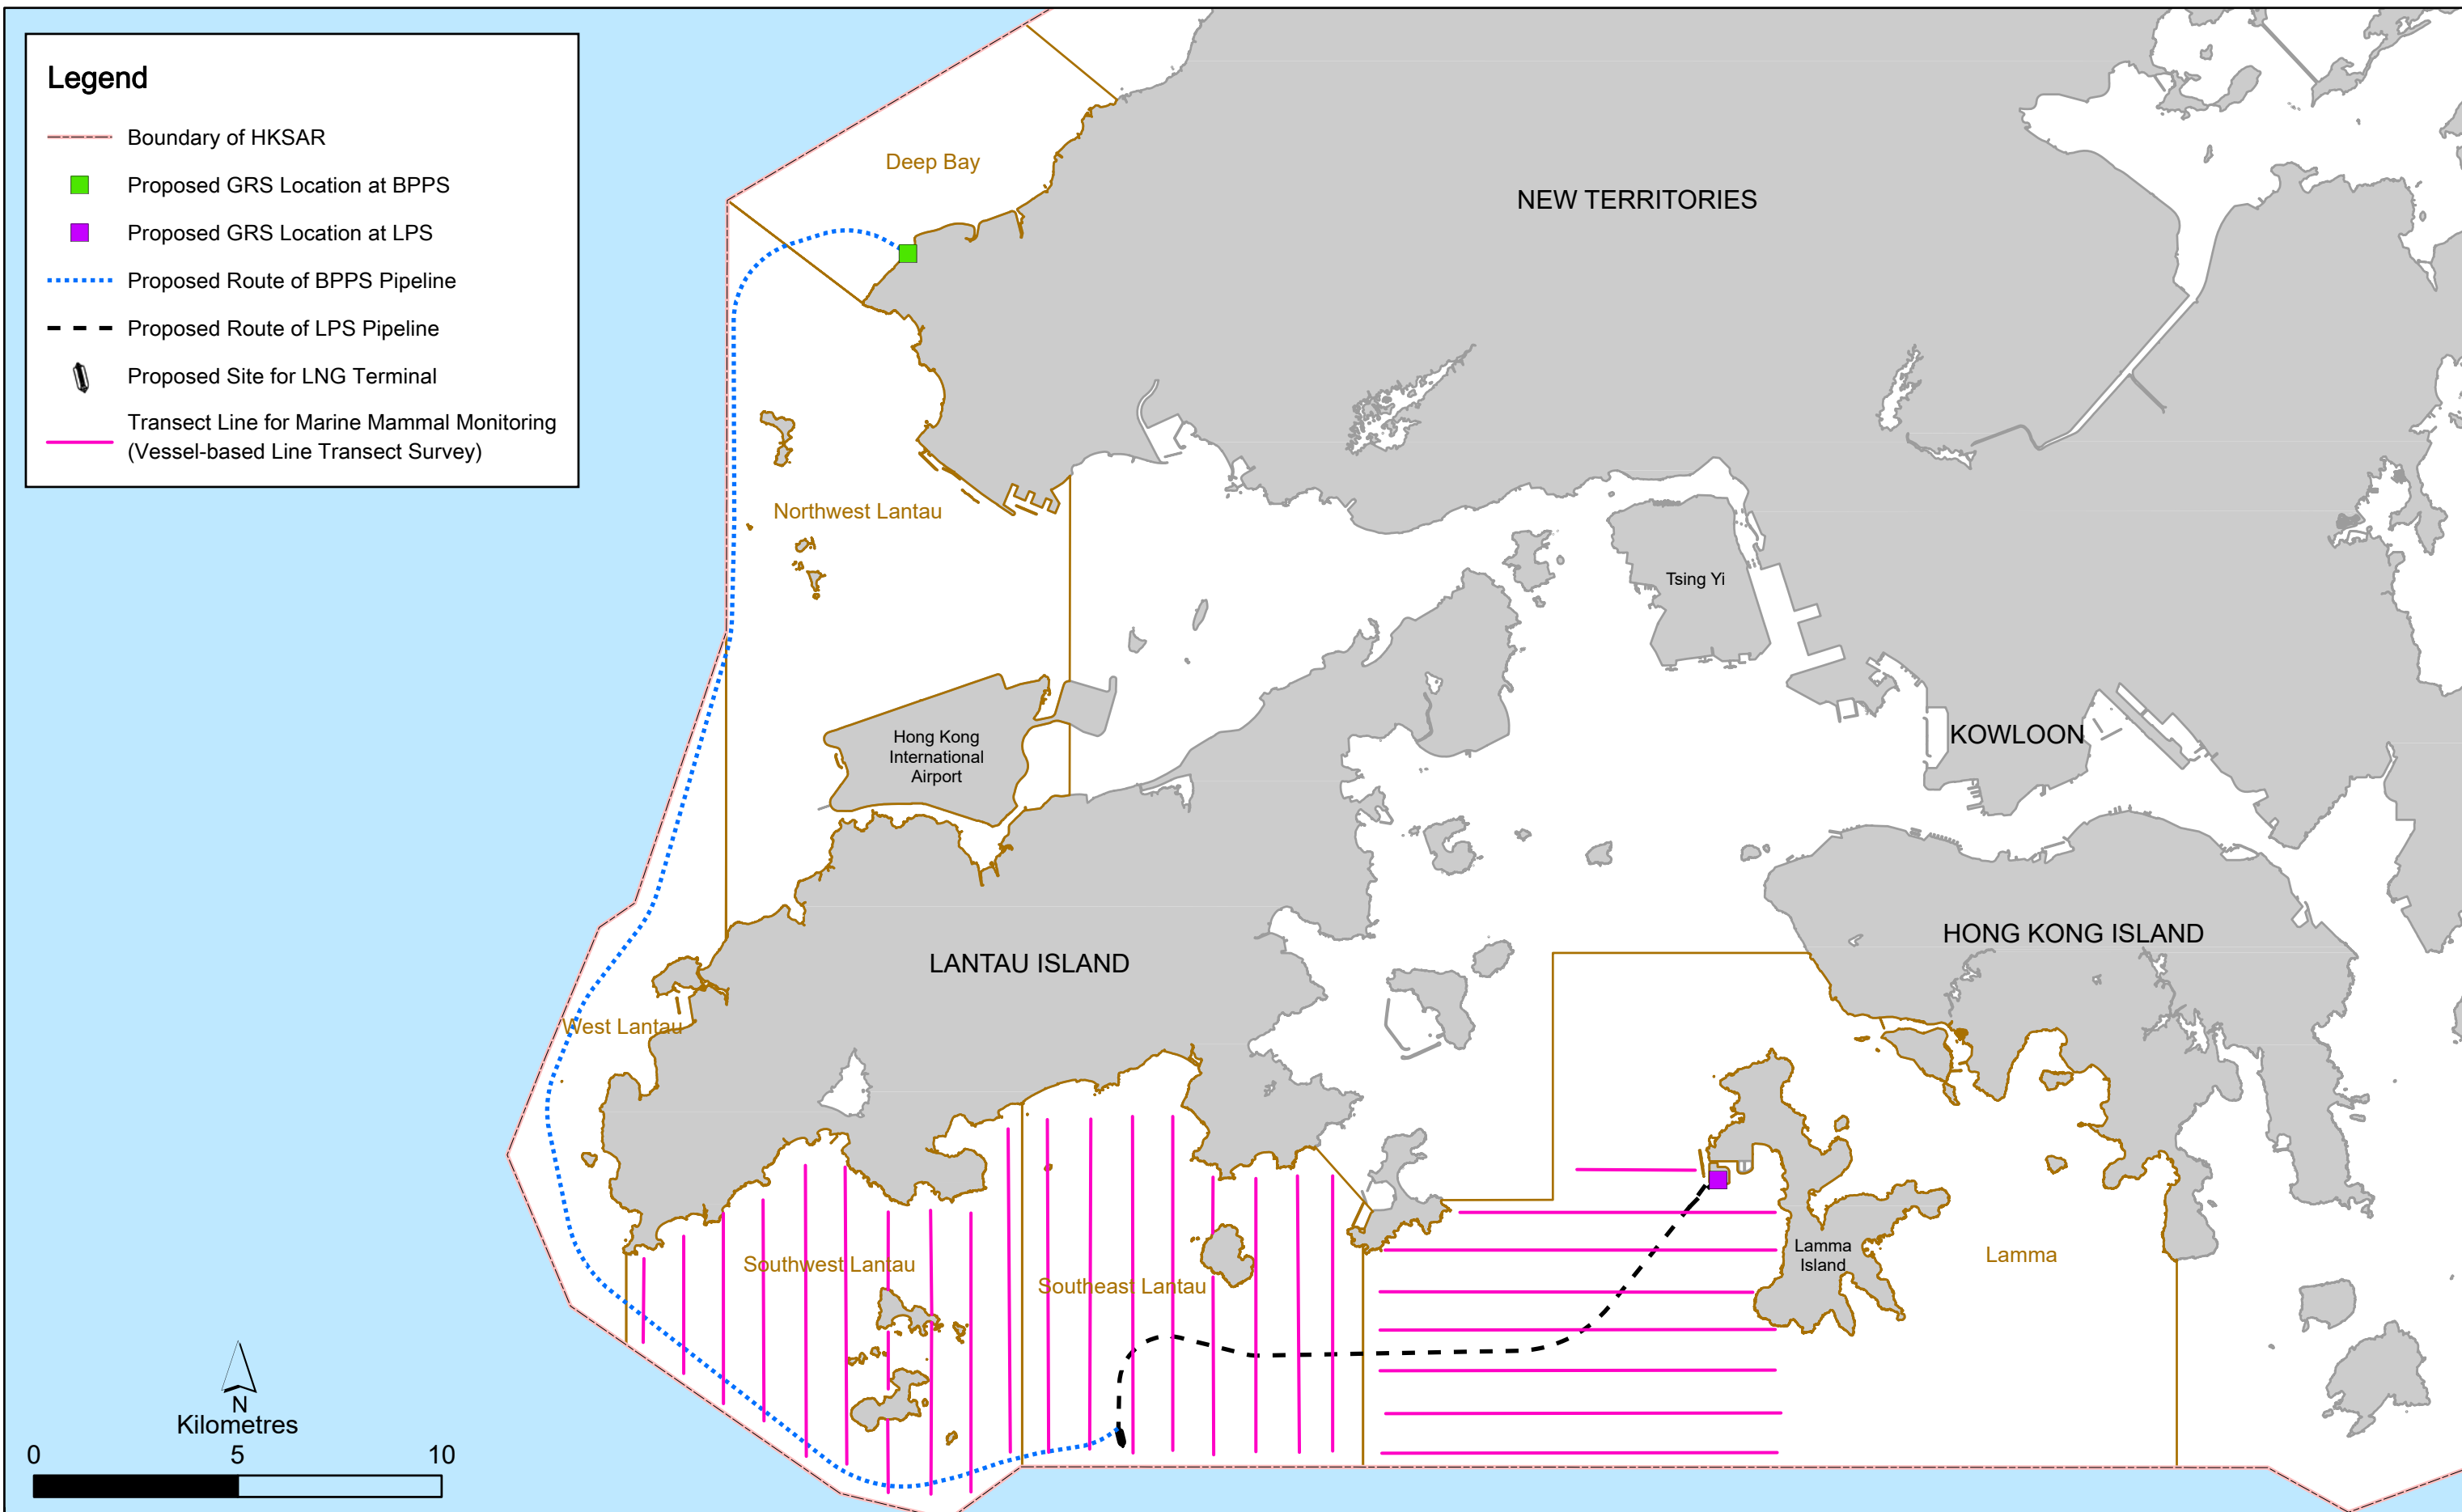 Legend
Boundary of HKSAR
Proposed GRS Location at BPPS
Proposed GRS Location at LPS
Proposed Route of BPPS Pipeline
Proposed Route of LPS Pipeline
Proposed Site for LNG Terminal
Transect Line for Marine Mammal Monitoring
(Vessel-based Line Transect Survey)
Deep Bay
NEW TERRITORIES
Northwest Lantau
Tsing Yi
Hong Kong
International
Airport
KOWLOON
HONG KONG ISLAND
LANTAU ISLAND
West Lantau
Southwest Lantau
Southeast Lantau
Lamma
Island
Lamma
N
Kilometres
0 5 10